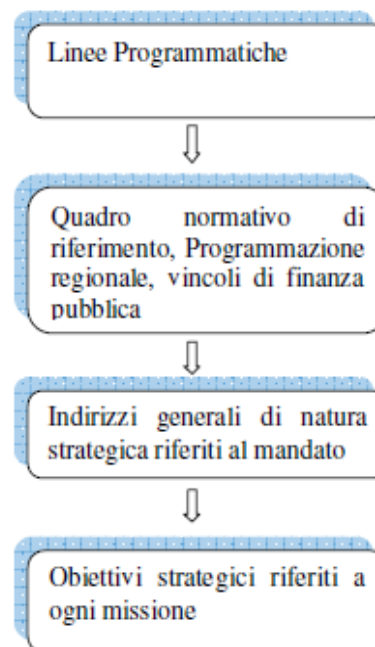 Linee Programmatiche
Quadro normativo di
riferimento, Programmazione
regionale, vincoli di finanza
pubblica
Indirizzi generali di natura
strategica riferiti al mandato
Obiettivi strategici riferiti a
ogni missione